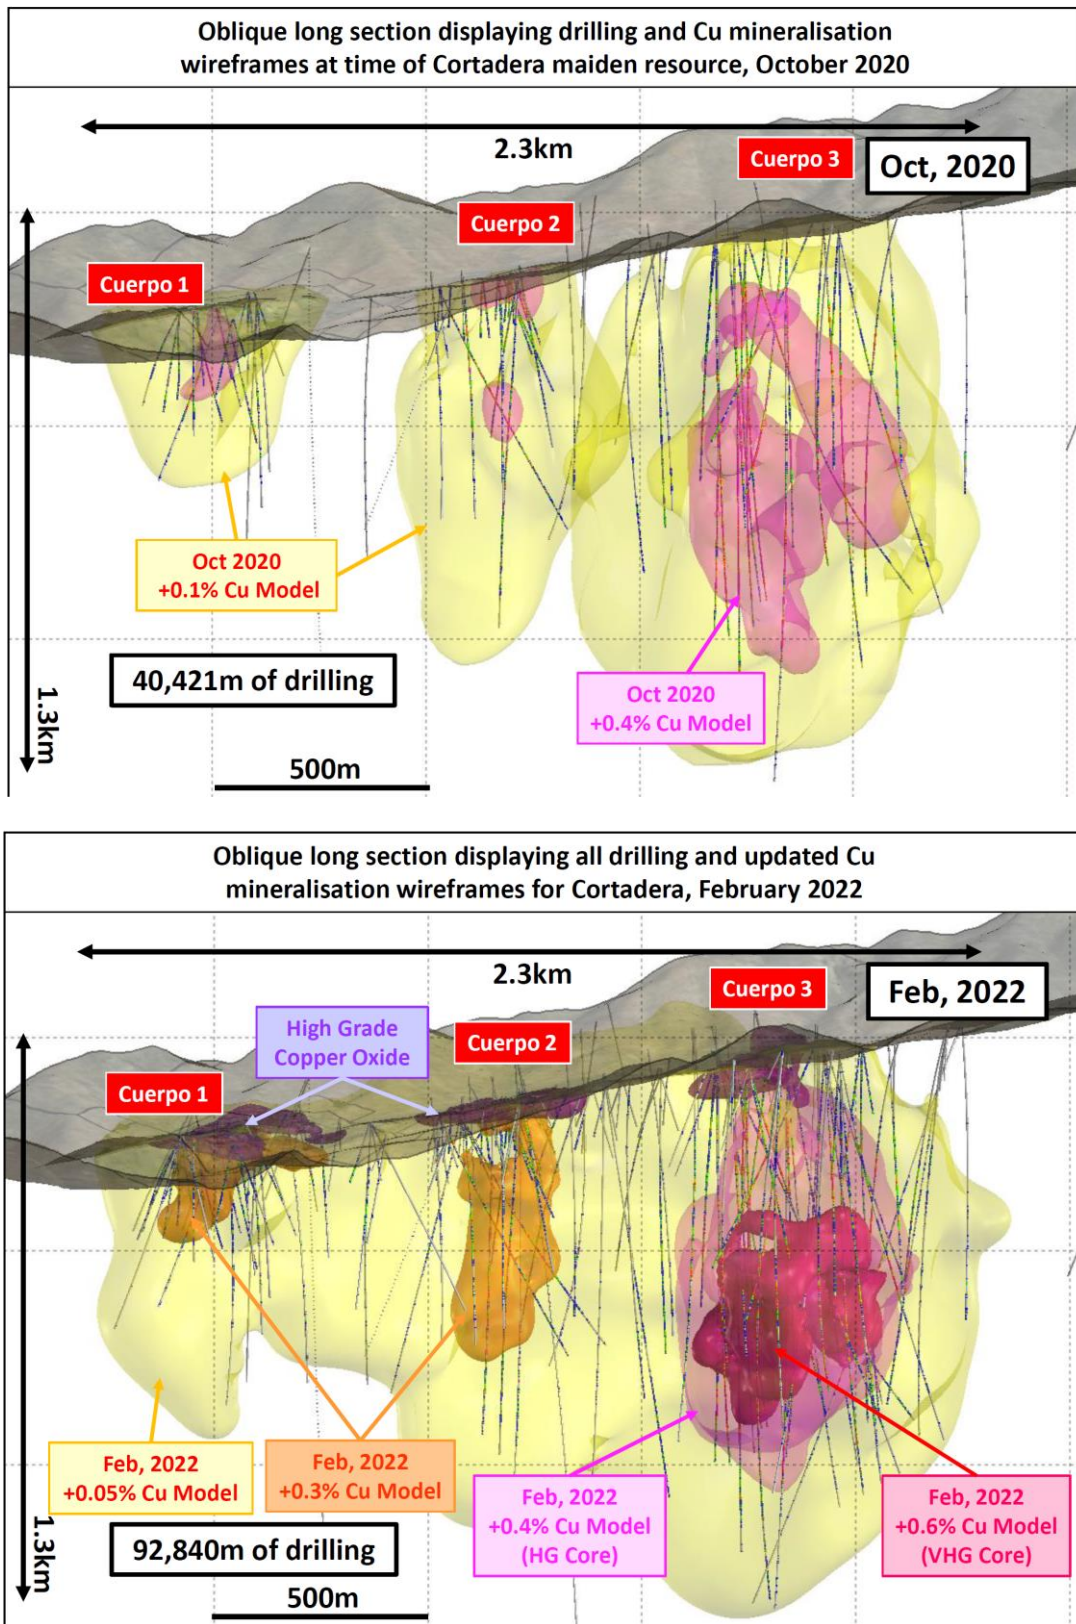 Oblique long section displaying drilling and Cu mineralisation
wireframes at time of Cortadera maiden resource, October 2020
2.3km
Cuerpo 3
Oct, 2020
Cuerpo 2
Cuerpo 1
Oct 2020
+0.1% Cu Model
40,421m of drilling
Oct 2020
+0.4% Cu Model
1.3km
500m
Oblique long section displaying all drilling and updated Cu
mineralisation wireframes for Cortadera, February 2022
2.3km
Cuerpo 3
Feb, 2022
High Grade
Copper Oxide
Cuerpo 2
Cuerpo 1
Feb, 2022
+0.05% Cu Model
Feb, 2022
+0.3% Cu Model
Feb, 2022
+0.4% Cu Model
(HG Core)
Feb, 2022
+0.6% Cu Model
(VHG Core)
1.3km
92,840m of drilling
500m